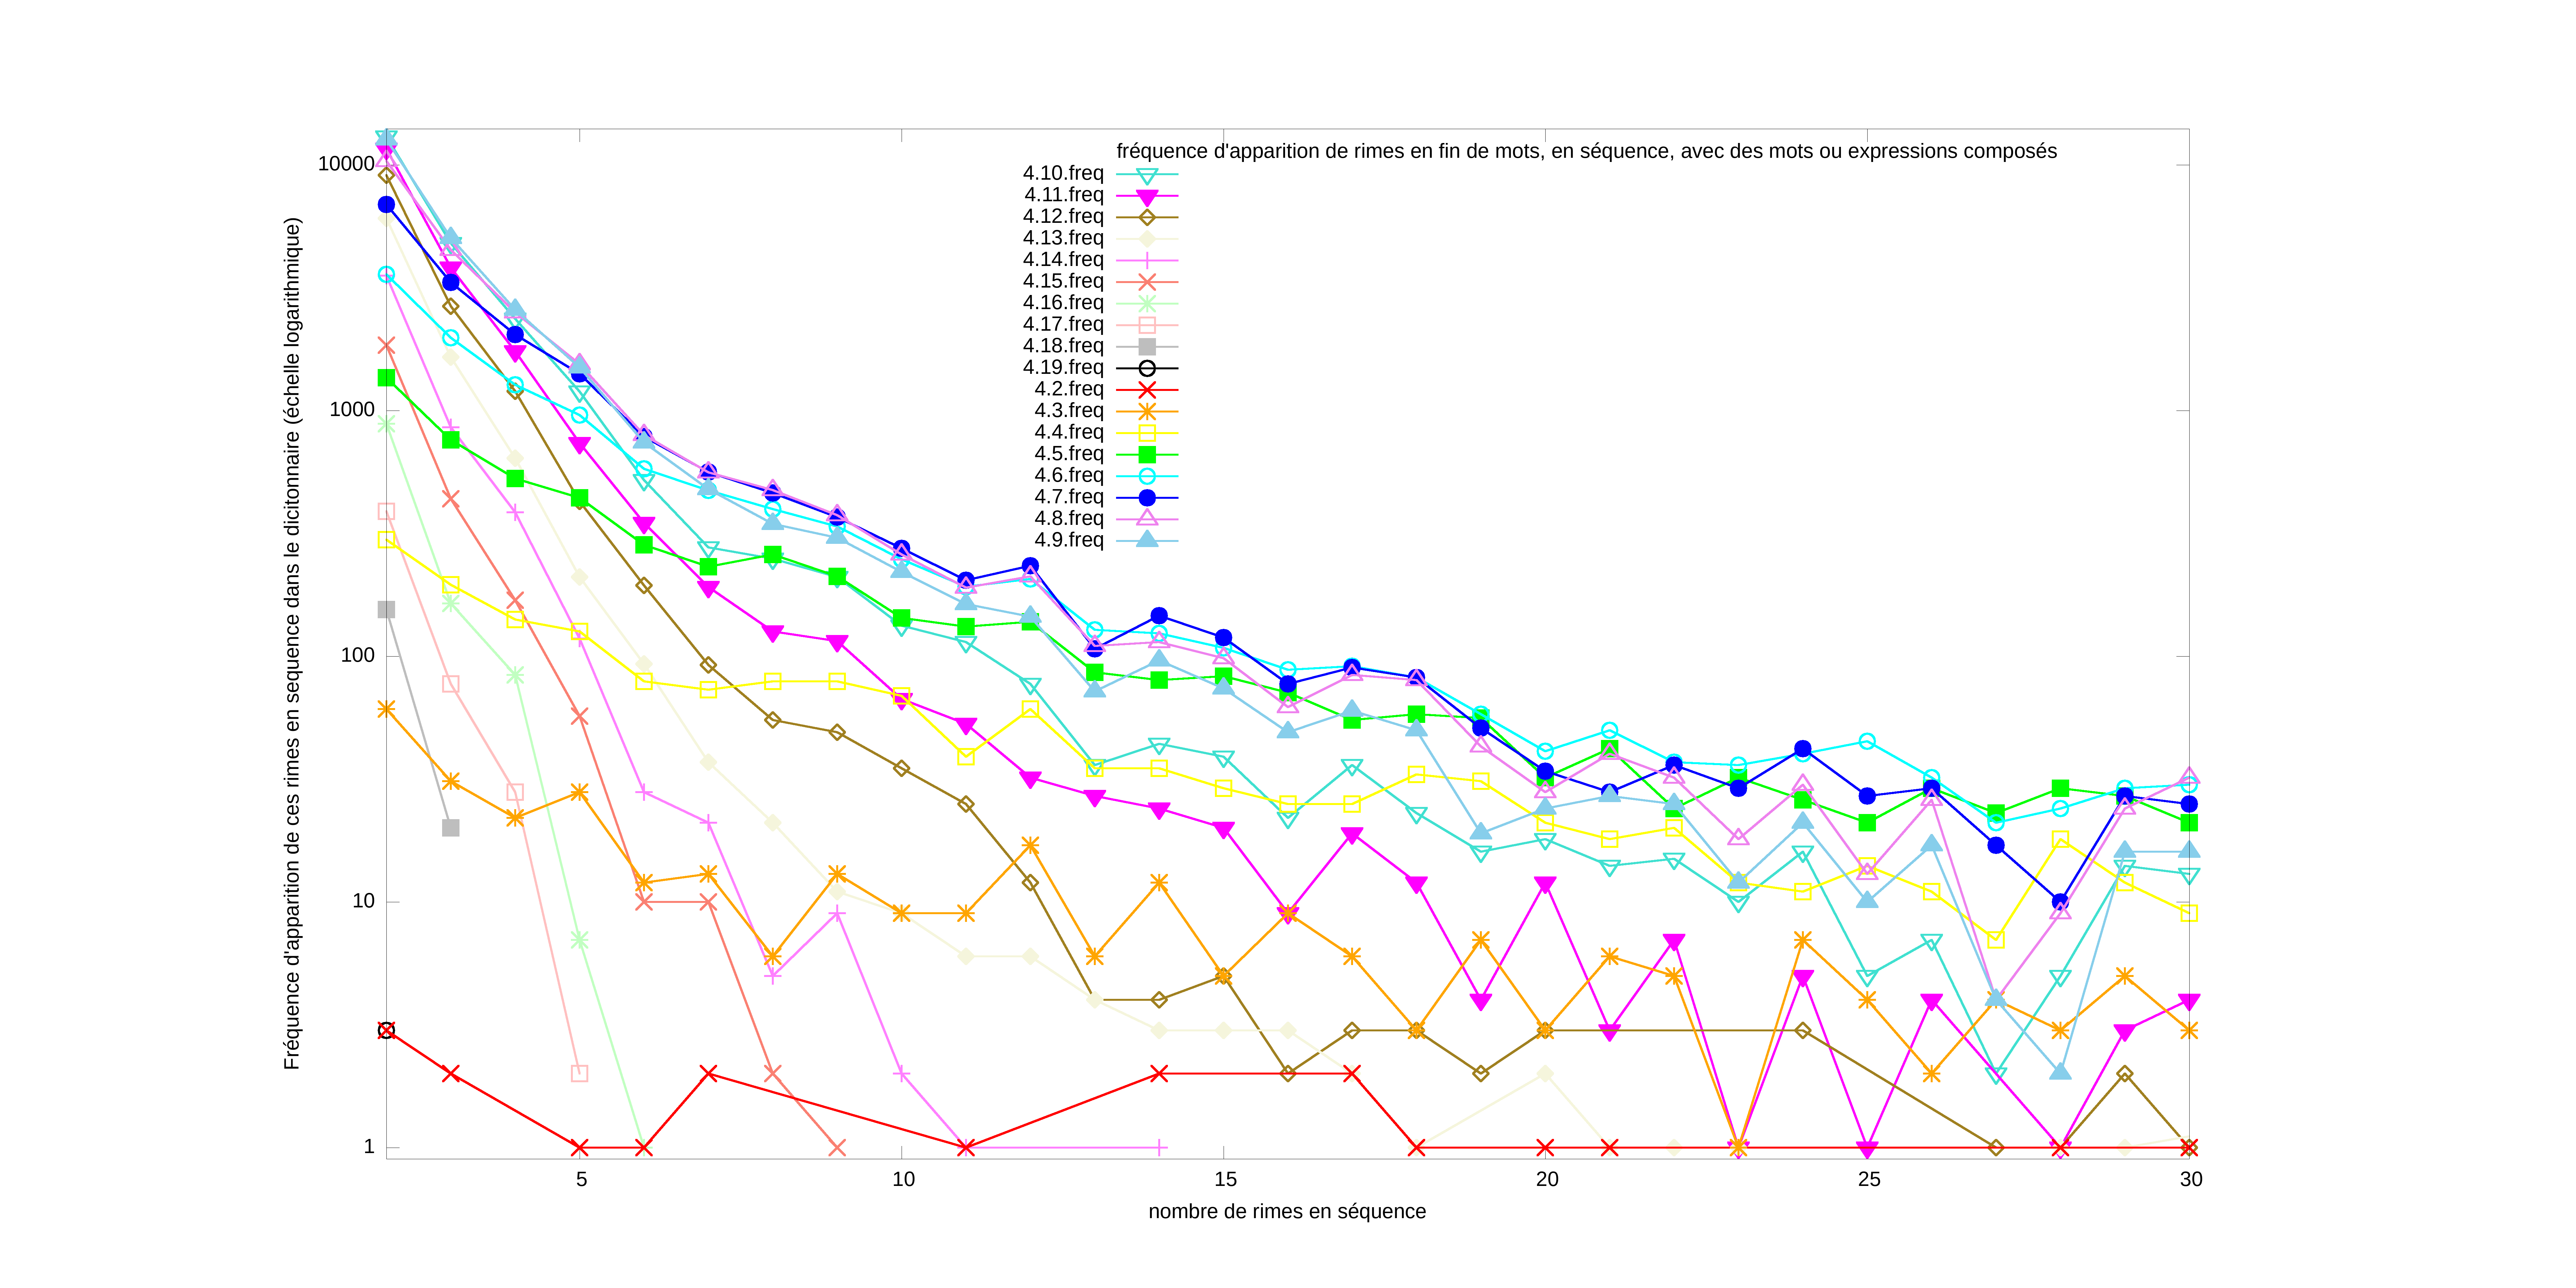 fréquence d'apparition de rimes en fin de mots, en séquence, avec des mots ou expressions composés
4.10.freq
4.11.freq
4.12.freq
4.13.freq
4.14.freq
4.15.freq
4.16.freq
4.17.freq
4.18.freq
4.19.freq
4.2.freq
4.3.freq
4.4.freq
4.5.freq
4.6.freq
4.7.freq
4.8.freq
4.9.freq
Fréquence d'apparition de ces rimes en sequence dans le dicitonnaire (échelle logarithmique)
10000
1000
100
10
1
5 10 15 20 25 30
nombre de rimes en séquence